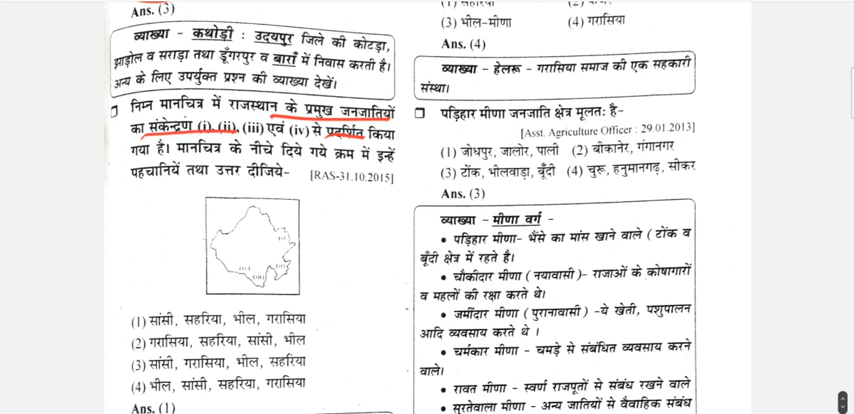 Ans. (3)
व्याख्या - कथोड़ी : उदयपुर जिले की कोटड़ा,
झाड़ोल व सराड़ा तथा डूँगरपुर व बाराँ में निवास करती है।
अन्य के लिए उपर्युक्त प्रश्न की व्याख्या देखें।
निम्न मानचित्र में राजस्थान के प्रमुख जनजातियों
का संकेन्द्रण (i), (ii), (iii) एवं (iv) से प्रदर्शित किया
गया है। मानचित्र के नीचे दिये गये क्रम में इन्हें
पहचानियें तथा उत्तर दीजिये- [RAS-31.10.2015]
(1) सांसी, सहरिया, भील, गरासिया
(2) गरासिया, सहरिया, सांसी, भील
(3) सांसी, गरासिया, भील, सहरिया
(4) भील, सांसी, सहरिया, गरासिया
Ans. (1)
(3) भील-मीणा (4) गरासिया
Ans. (4)
व्याख्या - हेलरू - गरासिया समाज की एक सहकारी
संस्था।
पड़िहार मीणा जनजाति क्षेत्र मूलतः है-
[Asst. Agriculture Officer : 29.01.2013]
(1) जोधपुर, जालोर, पाली (2) बीकानेर, गंगानगर
(3) टोंक, भीलवाड़ा, बूँदी (4) चुरू, हनुमानगढ़, सीकर
Ans. (3)
व्याख्या - मीणा वर्ग -
• पड़िहार मीणा- भैंसे का मांस खाने वाले ( टोंक व
बूँदी क्षेत्र में रहते है।
• चौकीदार मीणा ( नयावासी )- राजाओं के कोषागारों
व महलों की रक्षा करते थे।
• जमींदार मीणा ( पुरानावासी ) -ये खेती, पशुपालन
आदि व्यवसाय करते थे ।
• चर्मकार मीणा - चमड़े से संबंधित व्यवसाय करने
वाले।
• रावत मीणा - स्वर्ण राजपूतों से संबंध रखने वाले
• सुरतेवाला मीणा - अन्य जातियों से वैवाहिक संबंध